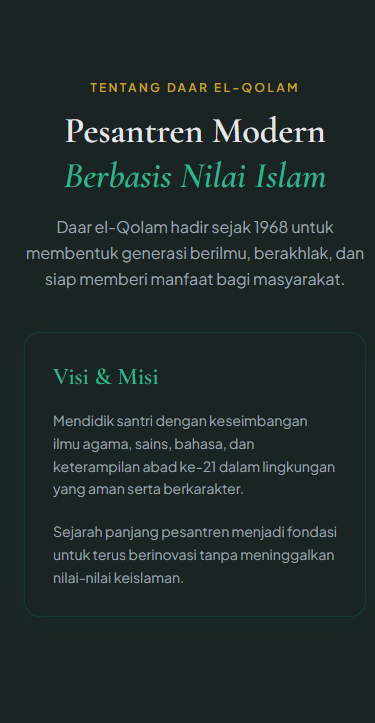 TENTANG DAAR EL-QOLAM
Pesantren Modern
Berbasis Nilai Islam
Daar el-Qolam hadir sejak 1968 untuk
membentuk generasi berilmu, berakhlak, dan
siap memberi manfaat bagi masyarakat.
Visi & Misi
Mendidik santri dengan keseimbangan
ilmu agama, sains, bahasa, dan
keterampilan abad ke-21 dalam lingkungan
yang aman serta berkarakter.
Sejarah panjang pesantren menjadi fondasi
untuk terus berinovasi tanpa meninggalkan
nilai-nilai keislaman.